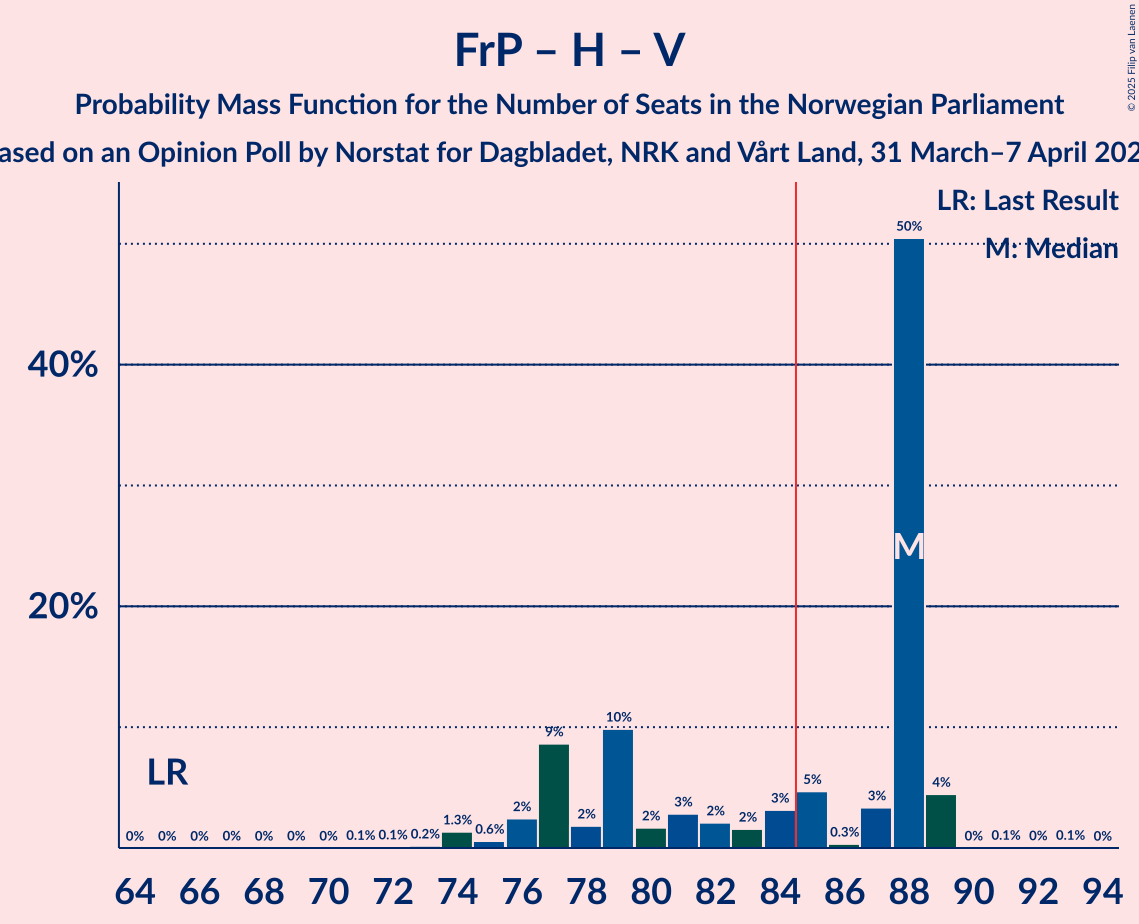 FrP – H – V
Probability Mass Function for the Number of Seats in the Norwegian Parliament
ased on an Opinion Poll by Norstat for Dagbladet, NRK and Vårt Land, 31 March–7 April 202
© 2025 Filip van Laenen
LR: Last Result
M: Median
40%
20%
LR
M
0% 0% 0% 0% 0% 0% 0% 0.1% 0.1% 0.2% 1.3% 0.6% 2% 9% 2% 10% 2% 3% 2% 2% 3% 5% 0.3% 3% 50% 4% 0% 0.1% 0% 0.1% 0%
64 66 68 70 72 74 76 78 80 82 84 86 88 90 92 94